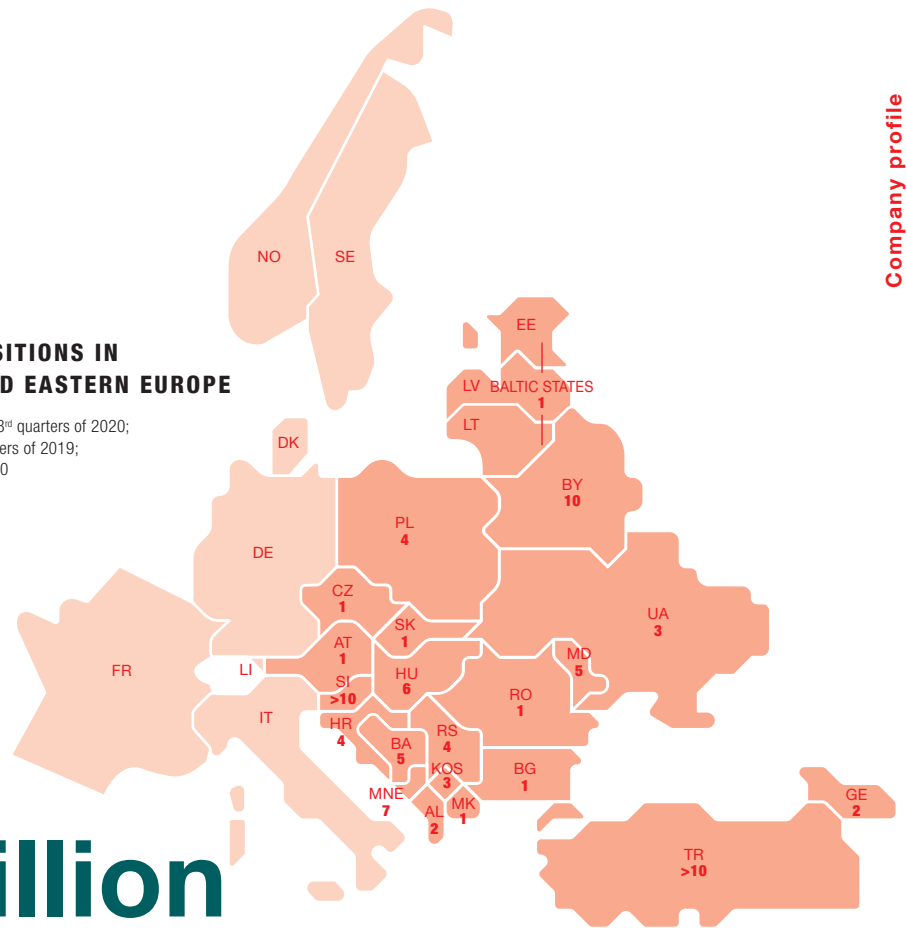 Company profile
NO
SE
SITIONS IN
D EASTERN EUROPE
3rd quarters of 2020;
ers of 2019;
0
EE
LV
BALTIC STATES
1
LT
DK
BY
10
PL
4
DE
CZ
1
UA
3
SK
1
AT
1
MD
5
FR
LI
HU
6
SI
>10
RO
1
IT
HR
4
RS
4
BA
5
KOS
3
BG
1
MNE
7
AL
2
MK
1
GE
2
TR
>10
illion